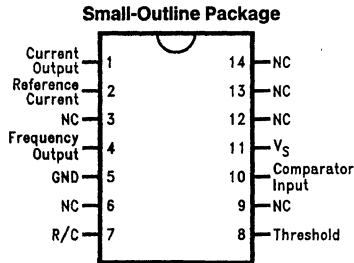 Small-Outline Package
Current
Output
1
14
NC
Reference
Current
2
13
NC
NC
3
12
NC
Frequency
Output
4
11
VS
GND
5
10
Comparator
Input
NC
6
9
NC
R/C
7
8
Threshold